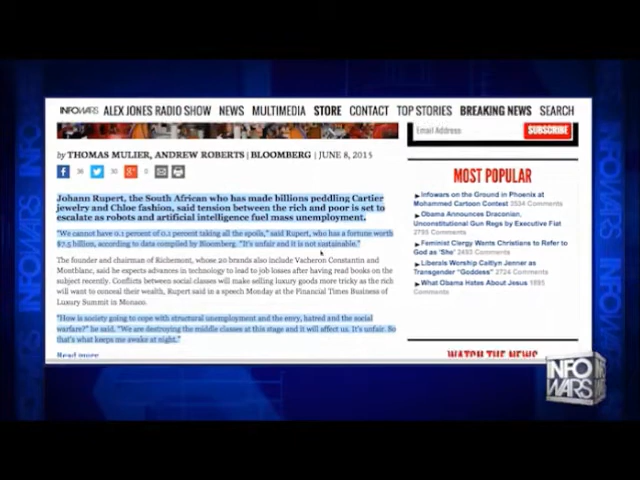 INFOWARS ALEX JONES RADIO SHOW NEWS MULTIMEDIA STORE CONTACT TOP STORIES BREAKING NEWS SEARCH
Email Address SUBSCRIBE
by THOMAS MULIER, ANDREW ROBERTS | BLOOMBERG | JUNE 8, 2015
Johann Rupert, the South African who has made billions peddling Cartier
jewelry and Chloe fashion, said tension between the rich and poor is set to
escalate as robots and artificial intelligence fuel mass unemployment.
"We cannot have 0.1 percent of 0.1 percent taking all the spoils," said Rupert, who has a fortune worth
$7.5 billion, according to data compiled by Bloomberg. "It's unfair and it is not sustainable."
The founder and chairman of Richemont, whose 20 brands also include Vacheron Constantin and
Montblanc, said he expects advances in technology to lead to job losses after having read books on the
subject recently. Conflicts between social classes will make selling luxury goods more tricky as the rich
will want to conceal their wealth, Rupert said in a speech Monday at the Financial Times Business of
Luxury Summit in Monaco.
"How is society going to cope with structural unemployment and the envy, hatred and the social
warfare?" he said. "We are destroying the middle classes at this stage and it will affect us. It's unfair. So
that's what keeps me awake at night."
Read more
MOST POPULAR
Infowars on the Ground in Phoenix at
Mohammed Cartoon Contest 3534 Comments
Obama Announces Draconian,
Unconstitutional Gun Regs by Executive Fiat
2795 Comments
Feminist Clergy Wants Christians to Refer to
God as 'She' 2493 Comments
Liberals Worship Caitlyn Jenner as
Transgender "Goddess" 2724 Comments
What Obama Hates About Jesus
Comments
WATCH THE NEWS
INFO
WARS